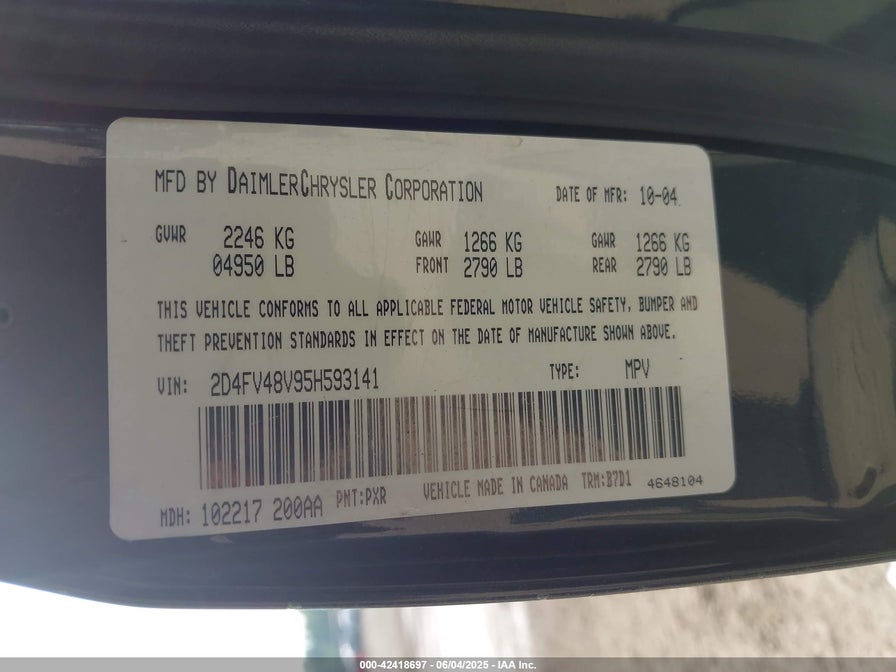 MFD BY DAIMLERCHRYSLER CORPORATION DATE OF MFR: 10-04
GVWR 2246 KG GAWR 1266 KG GAWR 1266 KG
04950 LB FRONT 2790 LB REAR 2790 LB
THIS VEHICLE CONFORMS TO ALL APPLICABLE FEDERAL MOTOR VEHICLE SAFETY, BUMPER AND
THEFT PREVENTION STANDARDS IN EFFECT ON THE DATE OF MANUFACTURE SHOWN ABOVE.
VIN: 2D4FV48V95H593141 TYPE: MPV
MDH: 102217 200AA PNT:PXR VEHICLE MADE IN CANADA TRM:B7D1 4648104
000-42418697 - 06/04/2025 - IAA Inc.